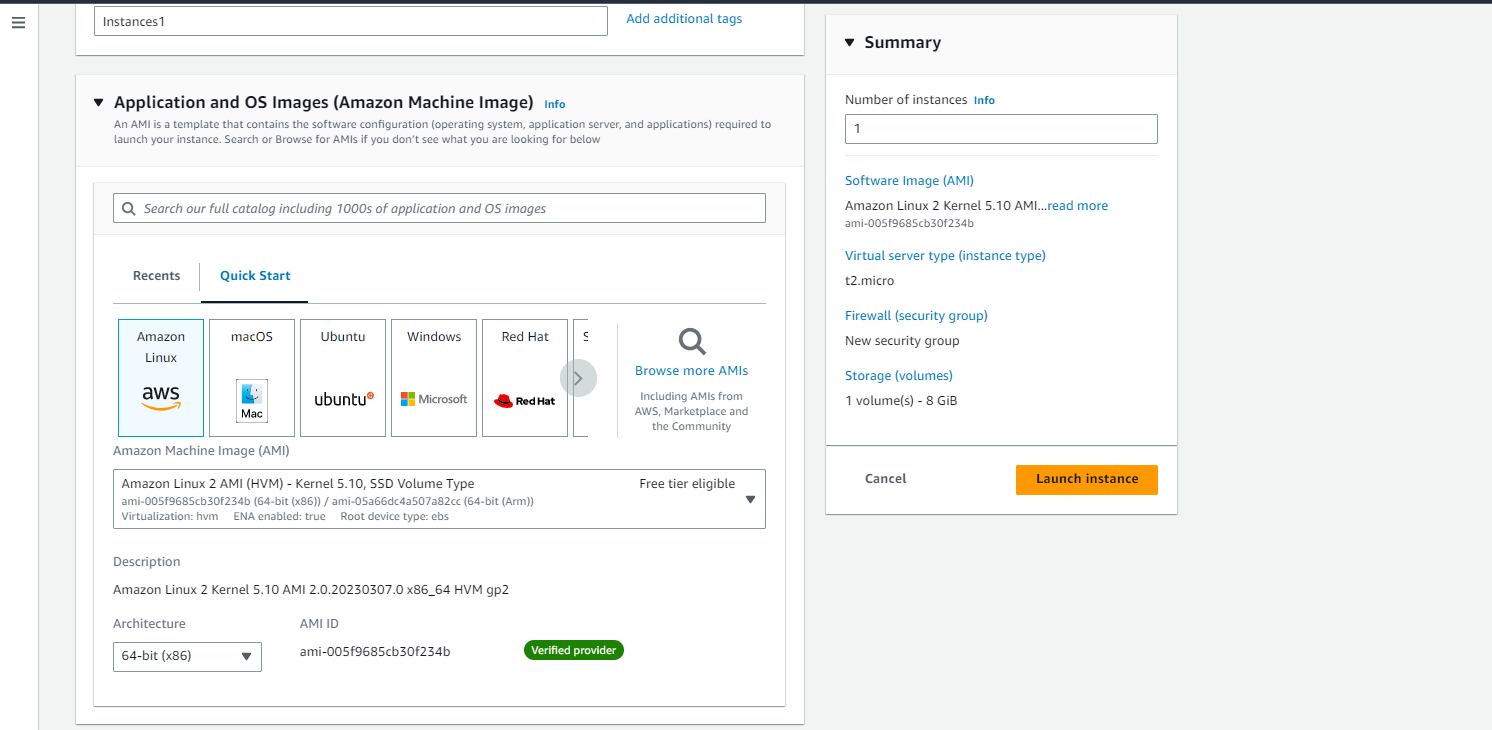 Instances1
Add additional tags
Application and OS Images (Amazon Machine Image) Info
An AMI is a template that contains the software configuration (operating system, application server, and applications) required to
launch your instance. Search or Browse for AMIs if you don't see what you are looking for below
Search our full catalog including 1000s of application and OS images
Recents
Quick Start
Amazon
Linux
aws
macOS
Mac
Ubuntu
ubuntu
Windows
Microsoft
Red Hat
Red Hat
S
Browse more AMIs
Including AMIs from
AWS, Marketplace and
the Community
Amazon Machine Image (AMI)
Amazon Linux 2 AMI (HVM) - Kernel 5.10, SSD Volume Type
Free tier eligible
ami-005f9685cb30f234b (64-bit (x86)) / ami-05a66dc4a507a82cc (64-bit (Arm))
Virtualization: hvm ENA enabled: true Root device type: ebs
Description
Amazon Linux 2 Kernel 5.10 AMI 2.0.20230307.0 x86_64 HVM gp2
Architecture
AMI ID
64-bit (x86)
ami-005f9685cb30f234b
Verified provider
Summary
Number of instances Info
1
Software Image (AMI)
Amazon Linux 2 Kernel 5.10 AMI...read more
ami-005f9685cb30f234b
Virtual server type (instance type)
t2.micro
Firewall (security group)
New security group
Storage (volumes)
1 volume(s) - 8 GiB
Cancel
Launch instance